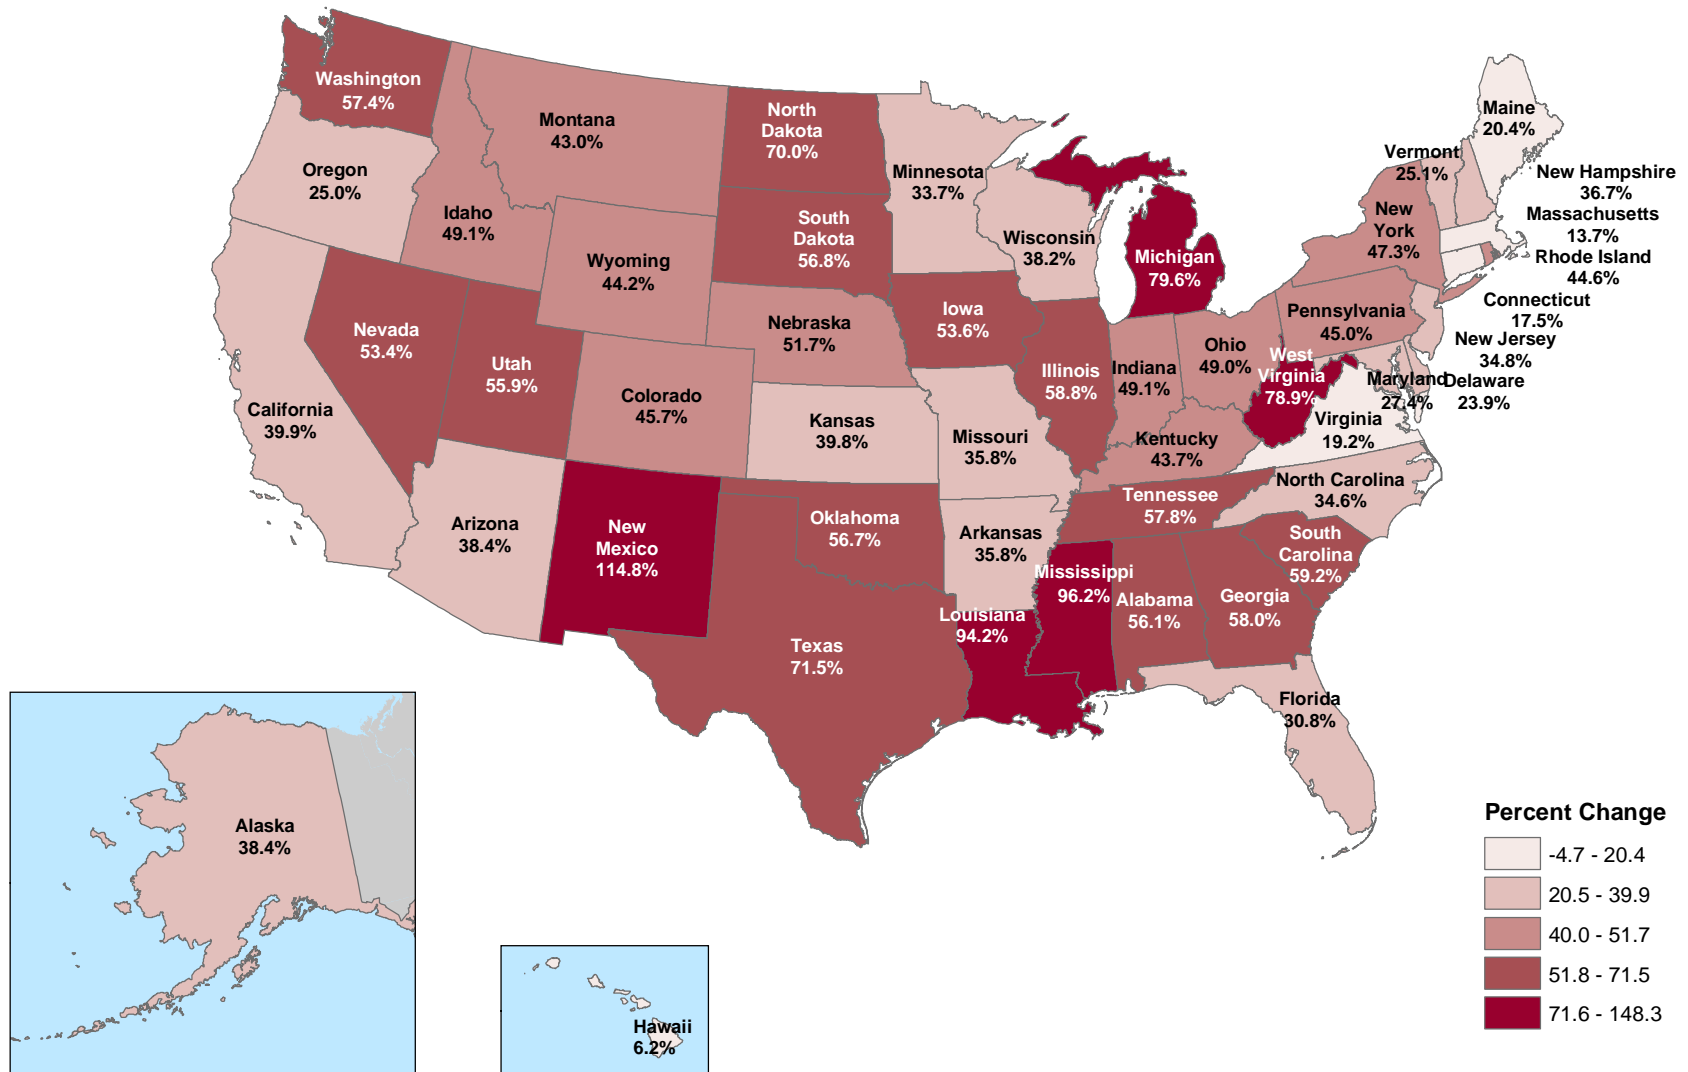 Washington
57.4%
Oregon
25.0%
California
39.9%
Nevada
53.4%
Idaho
49.1%
Montana
43.0%
Wyoming
44.2%
Utah
55.9%
Colorado
45.7%
Arizona
38.4%
New
Mexico
114.8%
North
Dakota
70.0%
South
Dakota
56.8%
Nebraska
51.7%
Kansas
39.8%
Oklahoma
56.7%
Texas
71.5%
Minnesota
33.7%
Iowa
53.6%
Missouri
35.8%
Arkansas
35.8%
Louisiana
94.2%
Wisconsin
38.2%
Illinois
58.8%
Michigan
79.6%
Indiana
49.1%
Ohio
49.0%
Kentucky
43.7%
Tennessee
57.8%
Mississippi
96.2%
Alabama
56.1%
Georgia
58.0%
Florida
30.8%
South
Carolina
59.2%
North Carolina
34.6%
Virginia
19.2%
West
Virginia
78.9%
Maryland
27.4%
Delaware
23.9%
Pennsylvania
45.0%
New Jersey
34.8%
New
York
47.3%
Connecticut
17.5%
Rhode Island
44.6%
Massachusetts
13.7%
New Hampshire
36.7%
Vermont
25.1%
Maine
20.4%
Alaska
38.4%
Hawaii
6.2%
Percent Change
-4.7 - 20.4
20.5 - 39.9
40.0 - 51.7
51.8 - 71.5
71.6 - 148.3